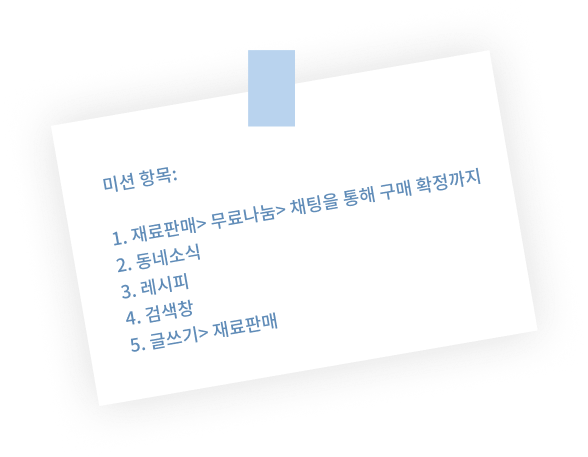 미션 항목:
1. 재료판매> 무료나눔> 채팅을 통해 구매 확정까지
2. 동네소식
3. 레시피
4. 검색창
5. 글쓰기> 재료판매